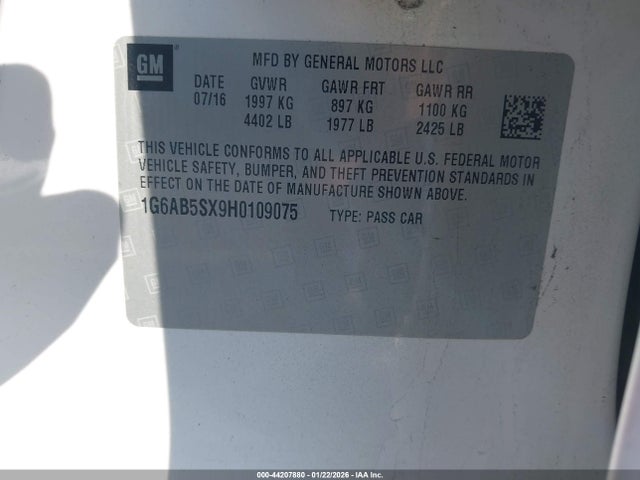 GM
MFD BY GENERAL MOTORS LLC
DATE GVWR GAWR FRT GAWR RR
07/16 1997 KG 897 KG 1100 KG
4402 LB 1977 LB 2425 LB
THIS VEHICLE CONFORMS TO ALL APPLICABLE U.S. FEDERAL MOTOR
VEHICLE SAFETY, BUMPER, AND THEFT PREVENTION STANDARDS IN
EFFECT ON THE DATE OF MANUFACTURE SHOWN ABOVE.
1G6AB5SX9H0109075 TYPE: PASS CAR
000-44207880 - 01/22/2026 - IAA Inc.